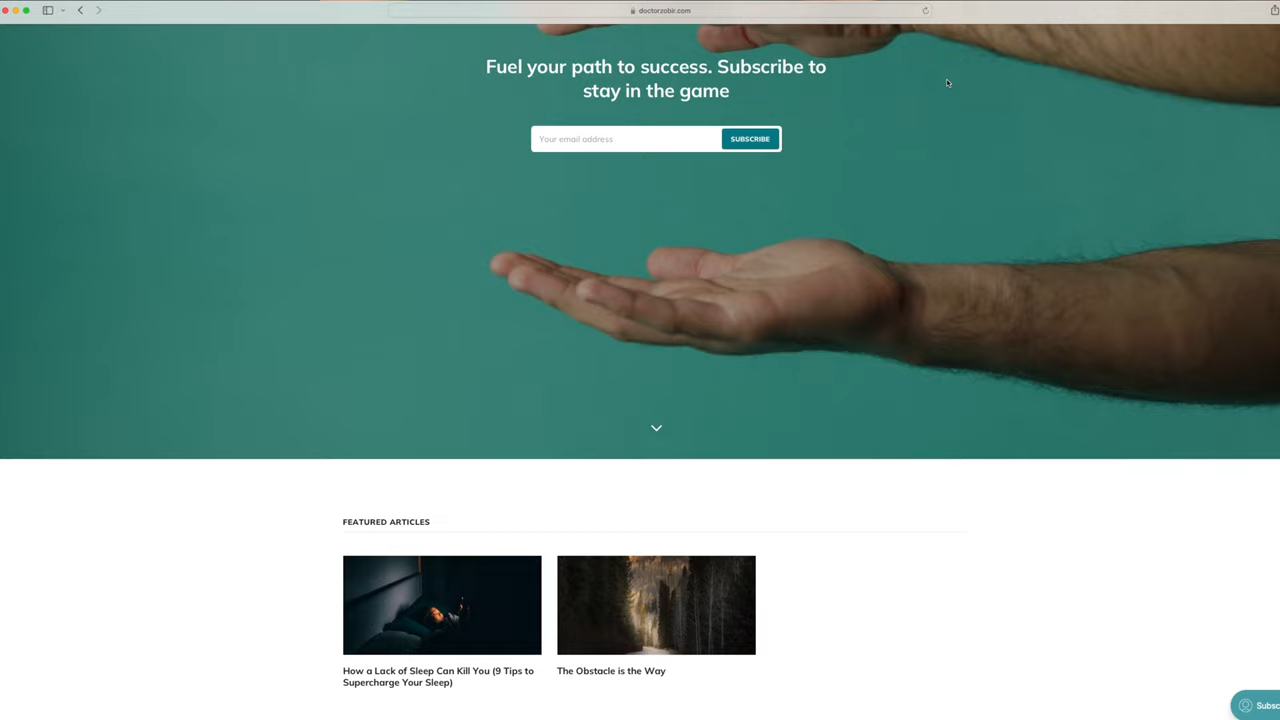 doctorzobir.com
Fuel your path to success. Subscribe to
stay in the game
Your email address
SUBSCRIBE
FEATURED ARTICLES
How a Lack of Sleep Can Kill You (9 Tips to
Supercharge Your Sleep)
The Obstacle is the Way
Subsc